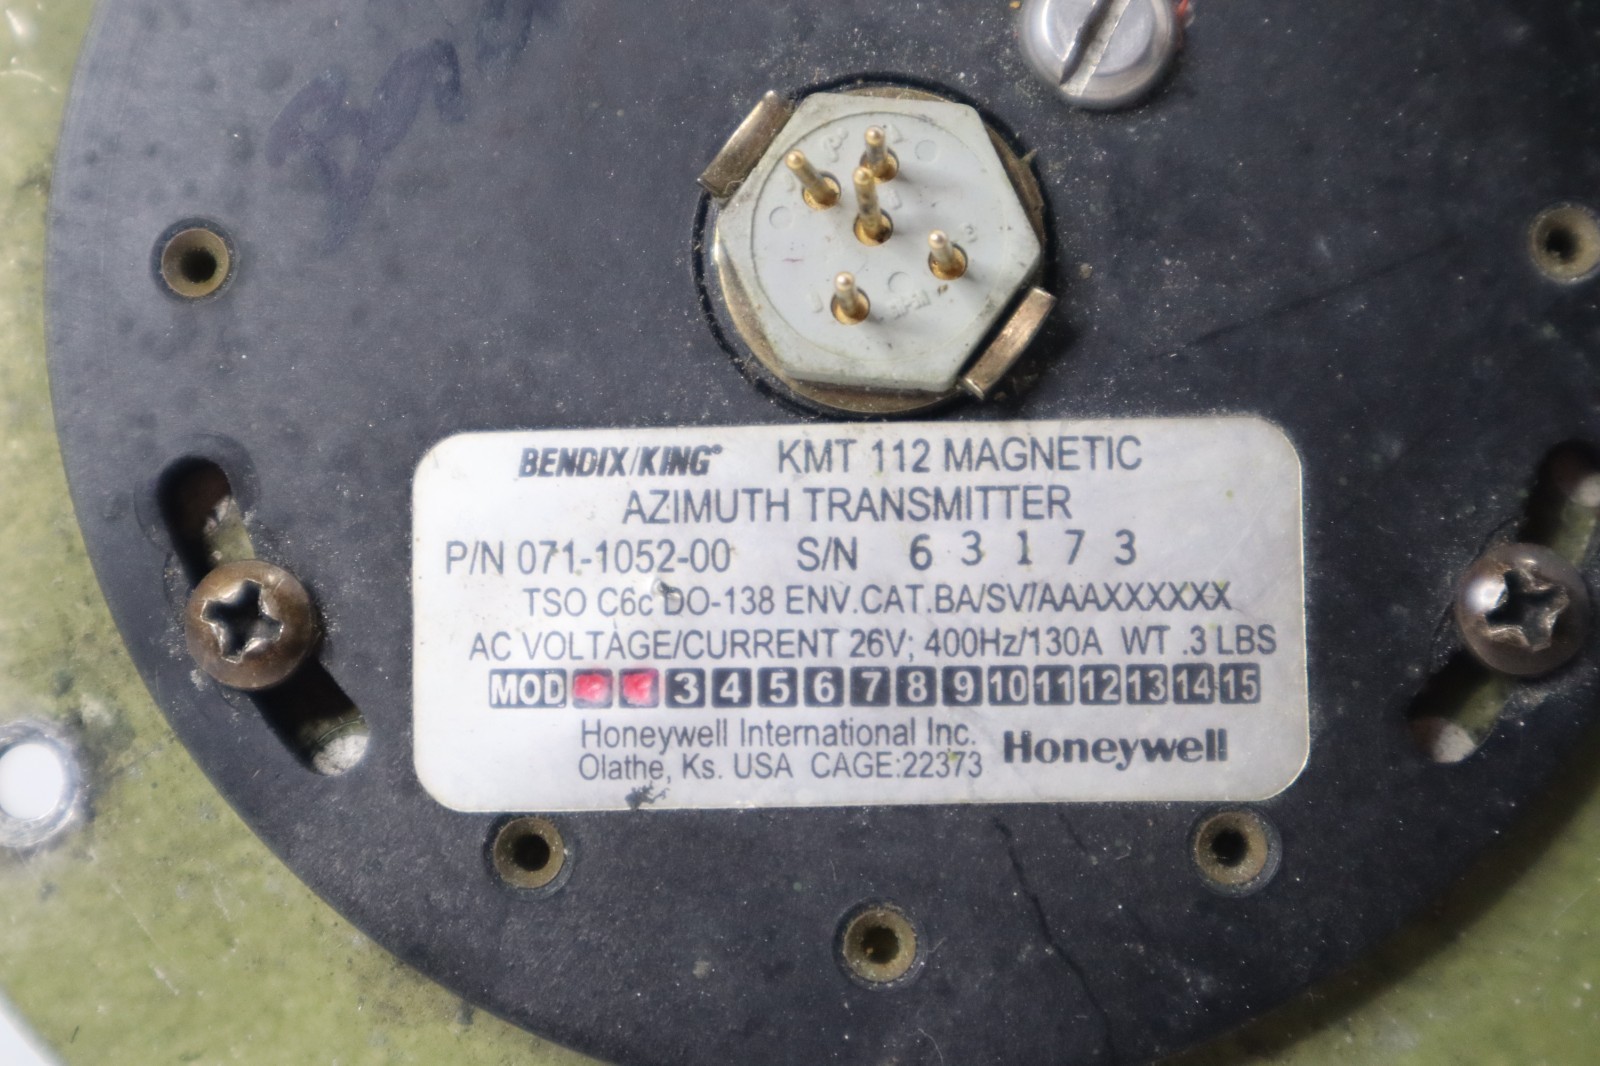 BENDIX/KING® KMT 112 MAGNETIC
AZIMUTH TRANSMITTER
P/N 071-1052-00 S/N 63173
TSO C6c DO-138 ENV.CAT.BA/SV/AAAXXXXXX
AC VOLTAGE/CURRENT 26V; 400Hz/130A WT .3 LBS
MOD 3 4 5 6 7 8 9 10 11 12 13 14 15
Honeywell International Inc. Honeywell
Olathe, Ks. USA CAGE:22373